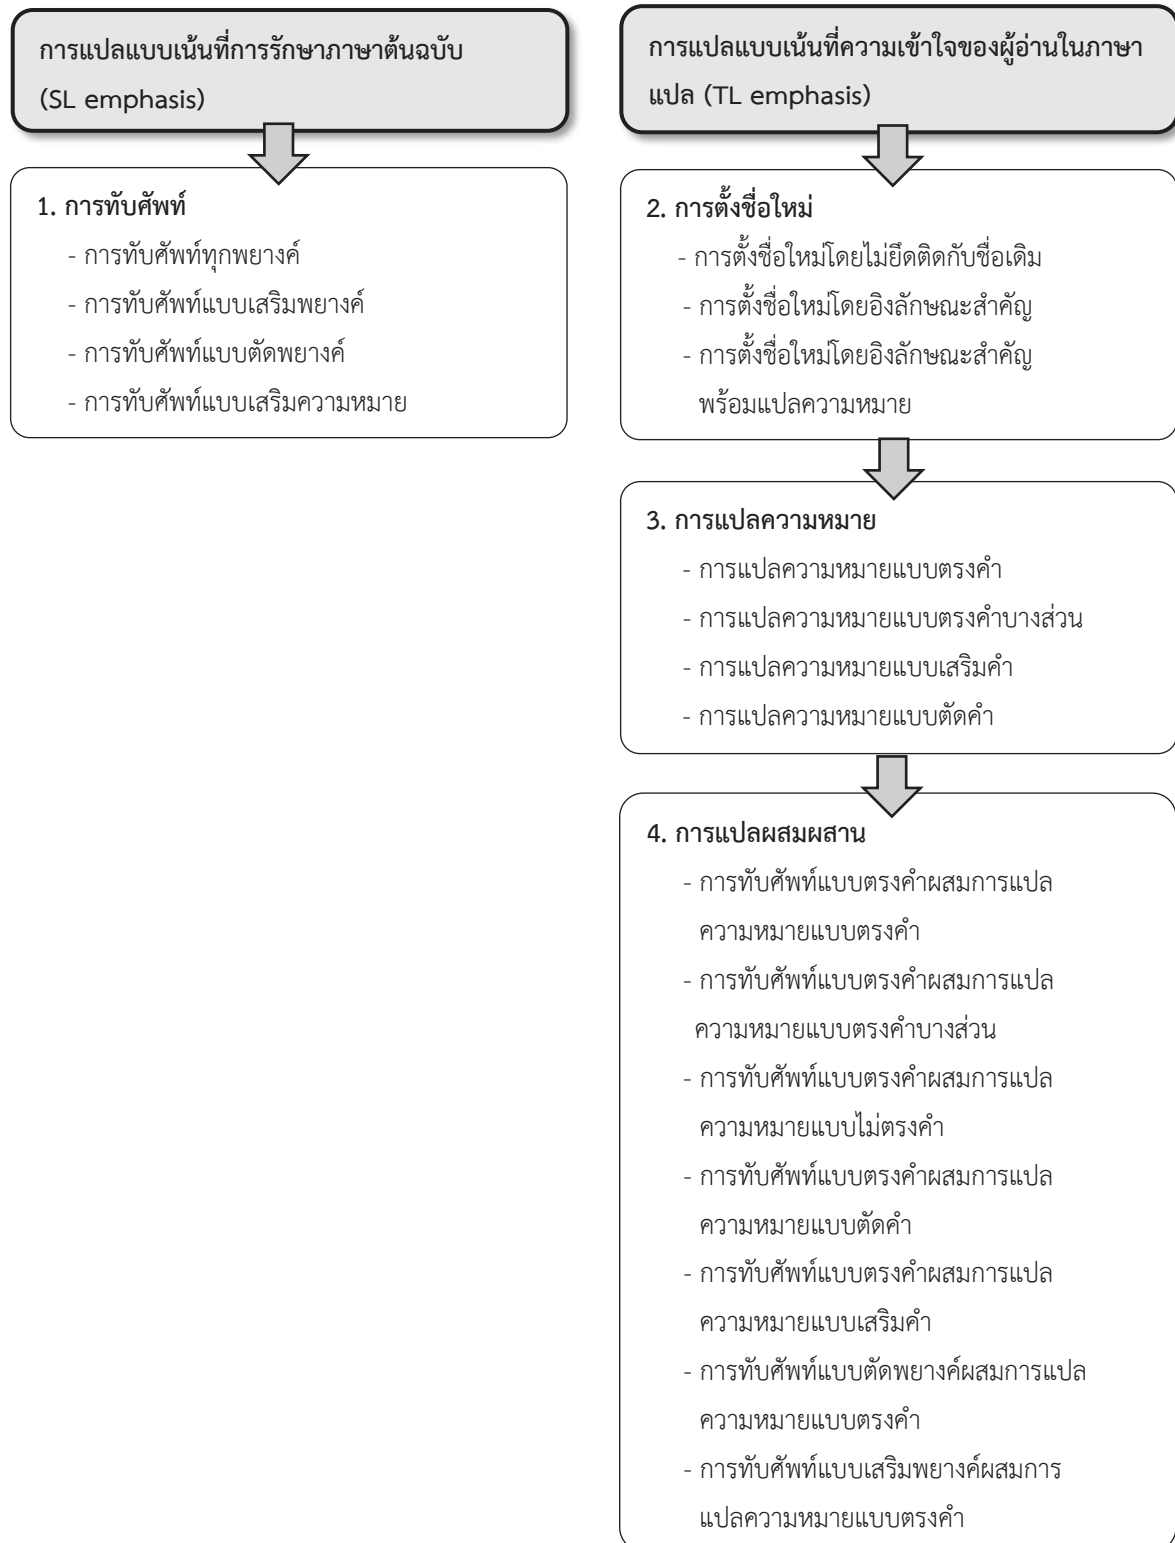 การแปลแบบเน้นที่การรักษาภาษาต้นฉบับ
(SL emphasis)
1. การทับศัพท์
- การทับศัพท์ทุกพยางค์
- การทับศัพท์แบบเสริมพยางค์
- การทับศัพท์แบบตัดพยางค์
- การทับศัพท์แบบเสริมความหมาย
การแปลแบบเน้นที่ความเข้าใจของผู้อ่านในภาษา
แปล (TL emphasis)
2. การตั้งชื่อใหม่
- การตั้งชื่อใหม่โดยไม่ยึดติดกับชื่อเดิม
- การตั้งชื่อใหม่โดยอิงลักษณะสำคัญ
- การตั้งชื่อใหม่โดยอิงลักษณะสำคัญ
พร้อมแปลความหมาย
3. การแปลความหมาย
- การแปลความหมายแบบตรงคำ
- การแปลความหมายแบบตรงคำบางส่วน
- การแปลความหมายแบบเสริมคำ
- การแปลความหมายแบบตัดคำ
4. การแปลผสมผสาน
- การทับศัพท์แบบตรงคำผสมการแปล
ความหมายแบบตรงคำ
- การทับศัพท์แบบตรงคำผสมการแปล
ความหมายแบบตรงคำบางส่วน
- การทับศัพท์แบบตรงคำผสมการแปล
ความหมายแบบไม่ตรงคำ
- การทับศัพท์แบบตรงคำผสมการแปล
ความหมายแบบตัดคำ
- การทับศัพท์แบบตรงคำผสมการแปล
ความหมายแบบเสริมคำ
- การทับศัพท์แบบตัดพยางค์ผสมการแปล
ความหมายแบบตรงคำ
- การทับศัพท์แบบเสริมพยางค์ผสมการ
แปลความหมายแบบตรงคำ